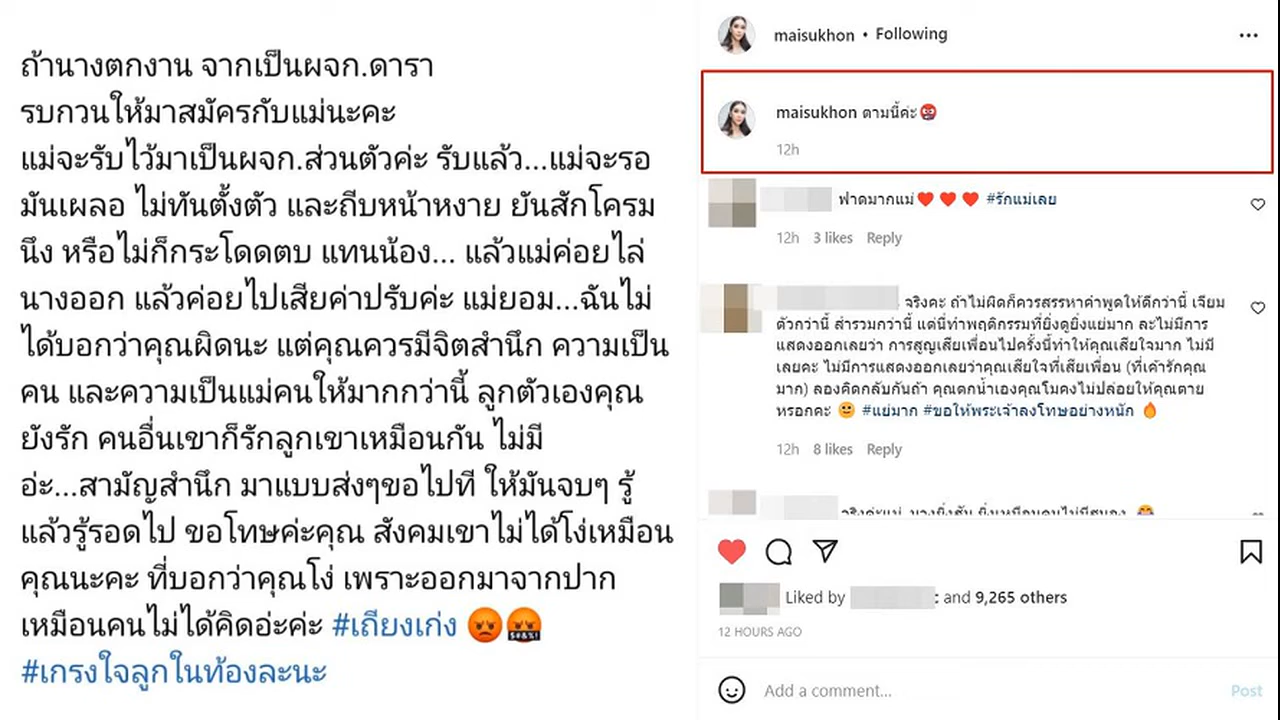 ถ้านางตกงาน จากเป็นผจก.ดารา
รบกวนให้มาสมัครกับแม่นะคะ
แม่จะรับไว้มาเป็นผจก.ส่วนตัวค่ะ รับแล้ว...แม่จะรอ
มันเผลอ ไม่ทันตั้งตัว และถีบหน้าหงาย ยันสักโครม
นึง หรือไม่ก็กระโดดตบ แทนน้อง... แล้วแม่ค่อยไล่
นางออก แล้วค่อยไปเสียค่าปรับค่ะ แม่ยอม...ฉันไม่
ได้บอกว่าคุณผิดนะ แต่คุณควรมีจิตสำนึก ความเป็น
คน และความเป็นแม่คนให้มากกว่านี้ ลูกตัวเองคุณ
ยังรัก คนอื่นเขาก็รักลูกเขาเหมือนกัน ไม่มี
อ่ะ...สามัญสำนึก มาแบบส่งๆขอไปที ให้มันจบๆ รู้
แล้วรู้รอดไป ขอโทษค่ะคุณ สังคมเขาไม่ได้โง่เหมือน
คุณนะคะ ที่บอกว่าคุณโง่ เพราะออกมาจากปาก
เหมือนคนไม่ได้คิดอ่ะค่ะ #เถียงเก่ง 😡🤬
#เกรงใจลูกในท้องละนะ
maisukhon • Following
maisukhon ตามนี้ค่ะ🤬
12h
ฟาดมากแม่❤️ ❤️ ❤️ #รักแม่เลย
12h 3 likes Reply
จริงคะ ถ้าไม่ผิดก็ควรสรรหาคำพูดให้ดีกว่านี้ เจียม
ตัวกว่านี้ สำรวมกว่านี้ แต่นี่ทำพฤติกรรมที่ยิ่งดูยิ่งแย่มาก ละไม่มีการ
แสดงออกเลยว่า การสูญเสียเพื่อนไปครั้งนี้ทำให้คุณเสียใจมาก ไม่มี
เลยคะ ไม่มีการแสดงออกเลยว่าคุณเสียใจที่เสียเพื่อน (ที่เค้ารักคุณ
มาก) ลองคิดกลับกันถ้า คุณตกน้ำเองคุณโมคงไม่ปล่อยให้คุณตาย
หรอกคะ 🙂 #แย่มาก #ขอให้พระเจ้าลงโทษอย่างหนัก 🔥
12h 8 likes Reply
Liked by : and 9,265 others
12 HOURS AGO
Add a comment...
Post